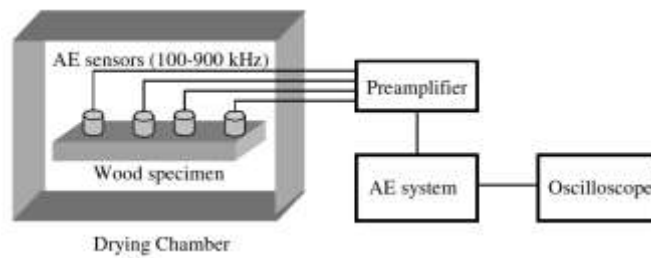 AE sensors (100-900 kHz)
Preamplifier
Wood specimen
AE system
Oscilloscope
Drying Chamber